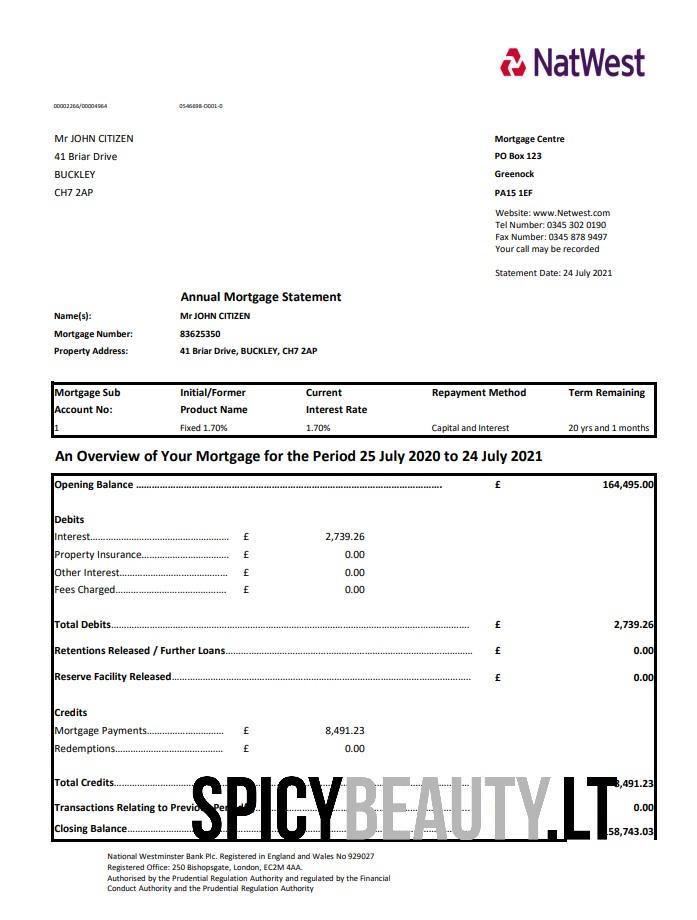 NatWest
00002266/00004964 0546698-D001-0
Mr JOHN CITIZEN
41 Briar Drive
BUCKLEY
CH7 2AP
Mortgage Centre
PO Box 123
Greenock
PA15 1EF
Website: www.Netwest.com
Tel Number: 0345 302 0190
Fax Number: 0345 878 9497
Your call may be recorded
Statement Date: 24 July 2021
Annual Mortgage Statement
Name(s): Mr JOHN CITIZEN
Mortgage Number: 83625350
Property Address: 41 Briar Drive, BUCKLEY, CH7 2AP
Mortgage Sub Initial/Former Current Repayment Method Term Remaining
Account No: Product Name Interest Rate
1 Fixed 1.70% 1.70% Capital and Interest 20 yrs and 1 months
An Overview of Your Mortgage for the Period 25 July 2020 to 24 July 2021
Opening Balance ........................ £ 164,495.00
Debits
Interest........................ £ 2,739.26
Property Insurance........................ £ 0.00
Other Interest........................ £ 0.00
Fees Charged........................ £ 0.00
Total Debits........................ £ 2,739.26
Retentions Released / Further Loans........................ £ 0.00
Reserve Facility Released........................ £ 0.00
Credits
Mortgage Payments........................ £ 8,491.23
Redemptions........................ £ 0.00
Total Credits........................ 8,491.23
Transactions Relating to Previous Period 0.00
Closing Balance........................ 58,743.03
SPICYBEAUTY.LT
National Westminster Bank Plc. Registered in England and Wales No 929027
Registered Office: 250 Bishopsgate, London, EC2M 4AA.
Authorised by the Prudential Regulation Authority and regulated by the Financial
Conduct Authority and the Prudential Regulation Authority